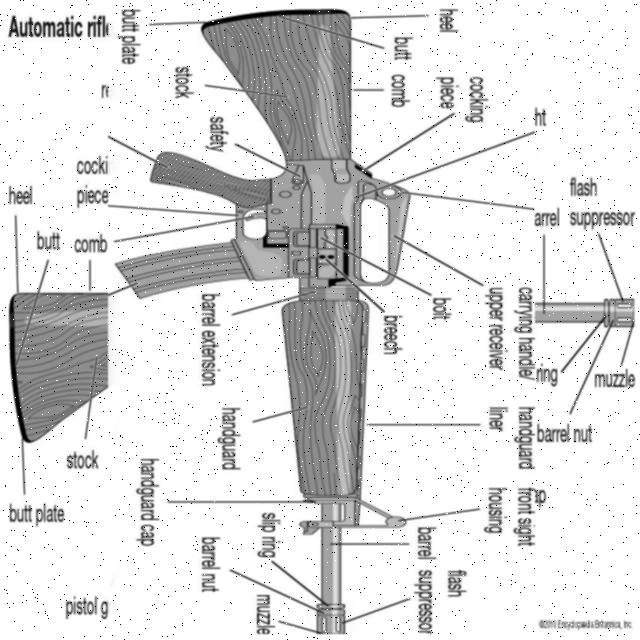 Automatic rifl
re
cocki
piece
heel
butt
comb
stock
butt plate
pistol g
butt plate
heel
butt
stock
comb
cocking
piece
safety
barrel extension
bolt
breech
upper receiver
carrying handle/
handguard
liner
handguard
handguard cap
front sight
housing
slip ring
barrel
barrel nut
flash
suppressor
muzzle
ht
flash
arrel suppressor
ring
muzzle
barrel nut
©2010 Encyclopædia Britannica, Inc.